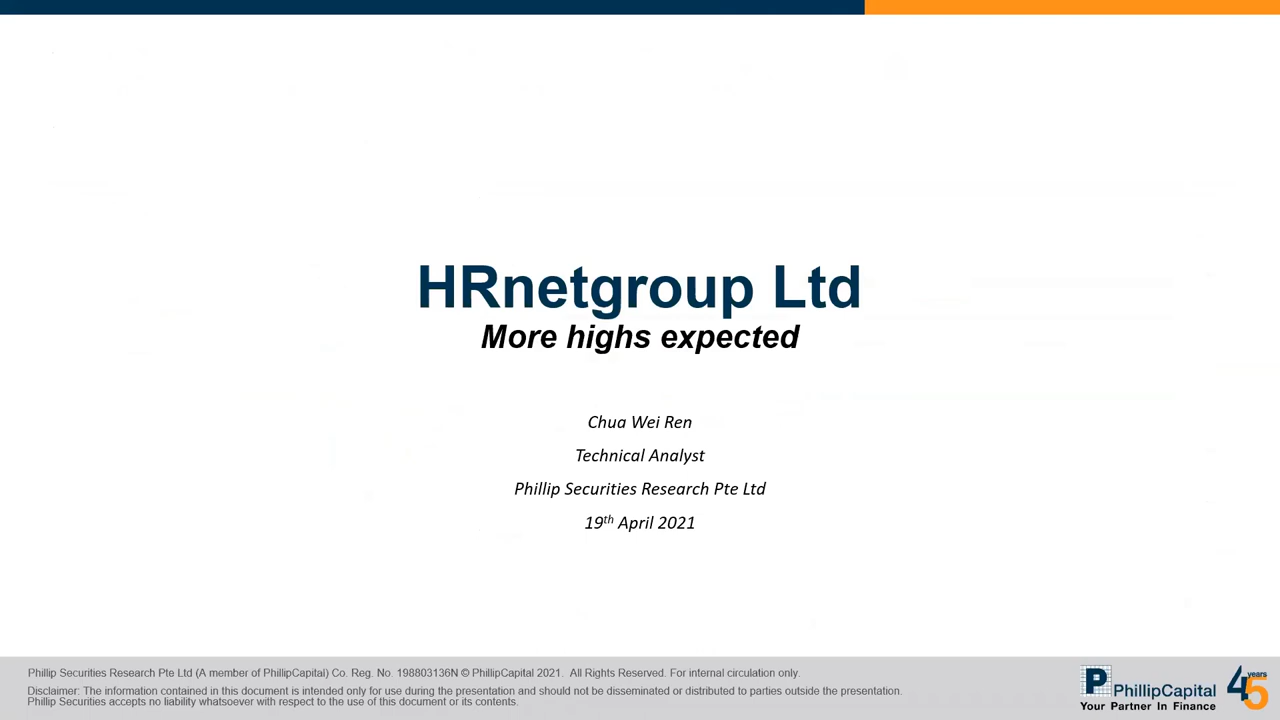 HRnetgroup Ltd
More highs expected
Chua Wei Ren
Technical Analyst
Phillip Securities Research Pte Ltd
19th April 2021
Phillip Securities Research Pte Ltd (A member of PhillipCapital) Co. Reg. No. 198803136N © PhillipCapital 2021. All Rights Reserved. For internal circulation only.
Disclaimer: The information contained in this document is intended only for use during the presentation and should not be disseminated or distributed to parties outside the presentation.
Phillip Securities accepts no liability whatsoever with respect to the use of this document or its contents.
P PhillipCapital
Your Partner In Finance
45 years